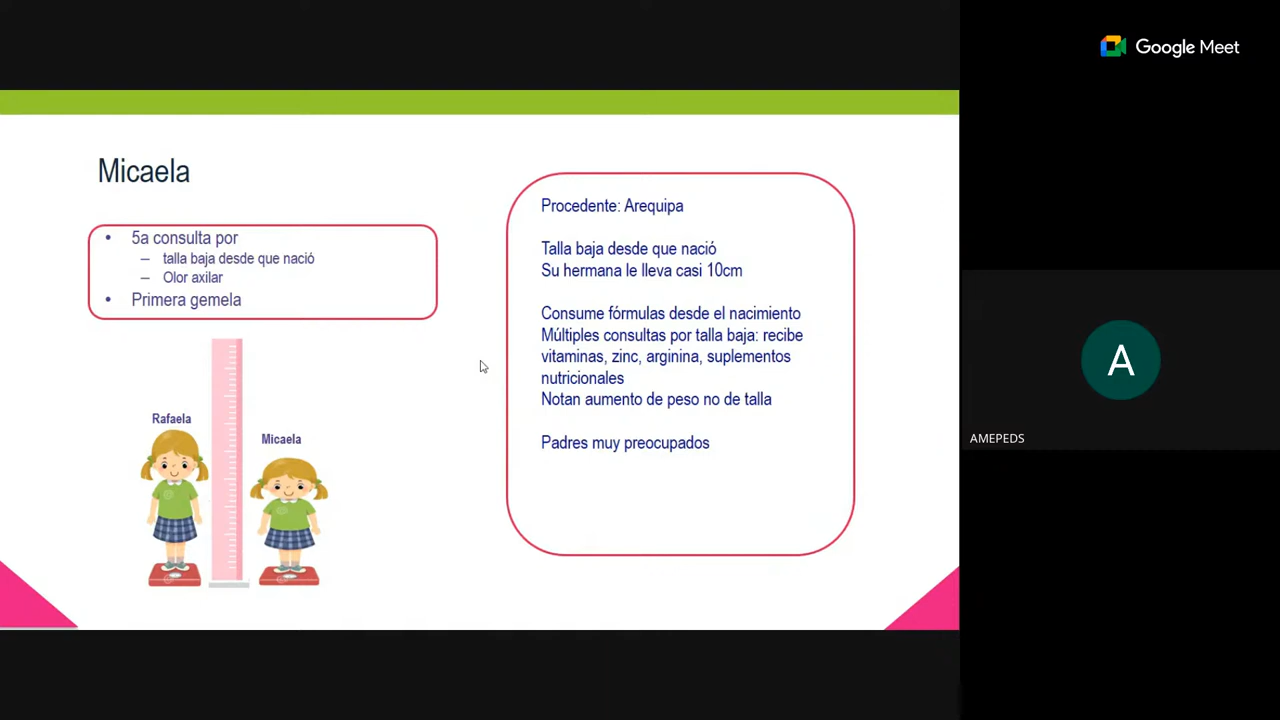 Google Meet
Micaela
• 5a consulta por
– talla baja desde que nació
– Olor axilar
• Primera gemela
Rafaela
Micaela
Procedente: Arequipa
Talla baja desde que nació
Su hermana le lleva casi 10cm
Consume fórmulas desde el nacimiento
Múltiples consultas por talla baja: recibe
vitaminas, zinc, arginina, suplementos
nutricionales
Notan aumento de peso no de talla
Padres muy preocupados
A
AMEPEDS